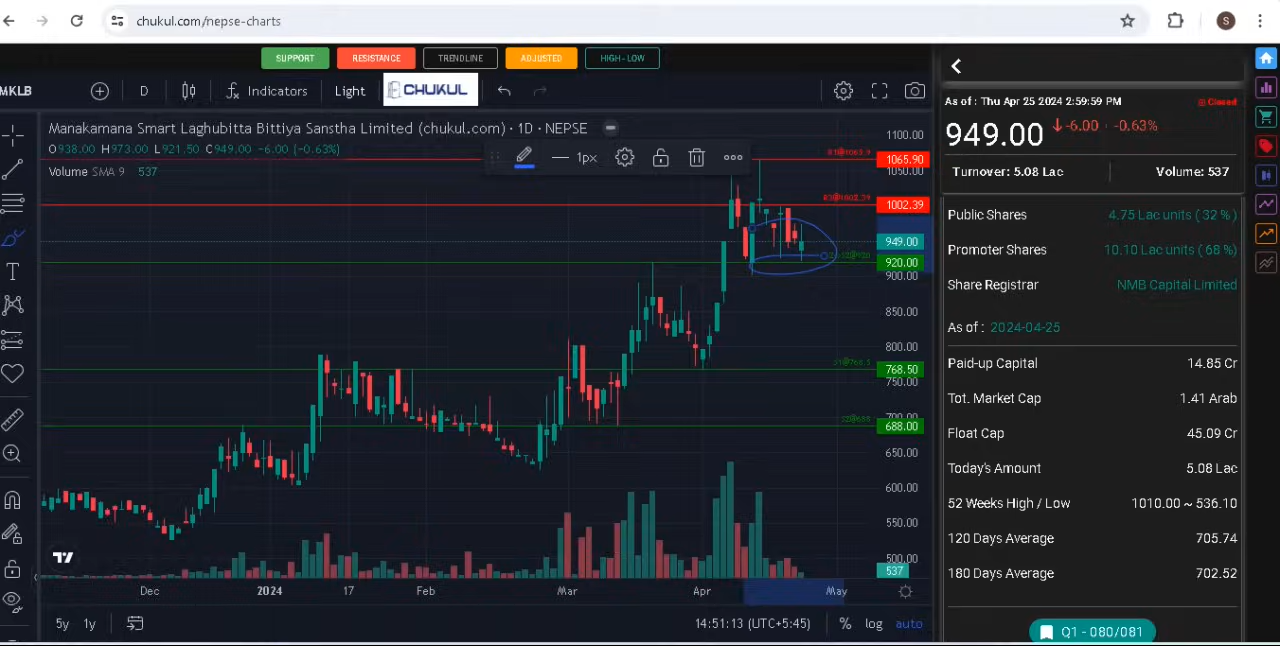 chukul.com/nepse-charts
S
SUPPORT RESISTANCE TRENDLINE ADJUSTED HIGH - LOW
MKLB D Indicators Light CHUKUL
Manakamana Smart Laghubitta Bittiya Sanstha Limited (chukul.com) · 1D · NEPSE
O938.00 H973.00 L921.50 C949.00 -6.00 (-0.63%)
1px
Volume SMA 9 537
1100.00
1065.90
1050.00
1002.39
949.00
920.00
900.00
850.00
800.00
768.50
750.00
700.00
688.00
650.00
600.00
550.00
500.00
537
S1@768.5
S2@688
Dec 2024 17 Feb Mar Apr May
5y 1y 14:51:13 (UTC+5:45) % log auto
As of : Thu Apr 25 2024 2:59:59 PM Closed
949.00 -6.00 - -0.63%
Turnover: 5.08 Lac Volume: 537
Public Shares 4.75 Lac units ( 32 %)
Promoter Shares 10.10 Lac units ( 68 %)
Share Registrar NMB Capital Limited
As of : 2024-04-25
Paid-up Capital 14.85 Cr
Tot. Market Cap 1.41 Arab
Float Cap 45.09 Cr
Today's Amount 5.08 Lac
52 Weeks High / Low 1010.00 ~ 536.10
120 Days Average 705.74
180 Days Average 702.52
Q1 - 080/081